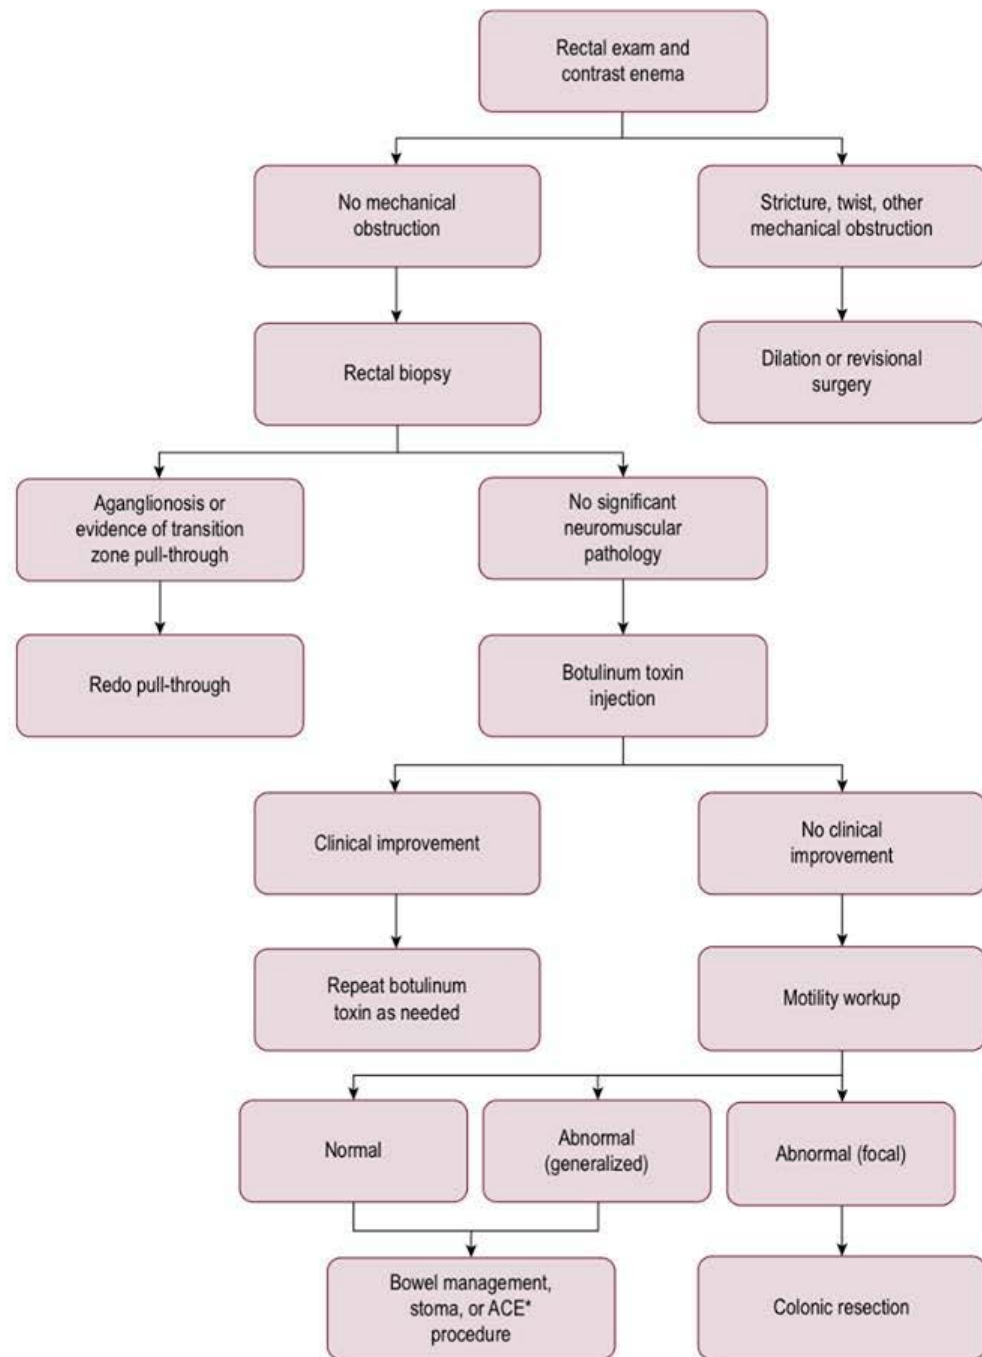 Rectal exam and
contrast enema
No mechanical
obstruction
Stricture, twist, other
mechanical obstruction
Rectal biopsy
Dilation or revisional
surgery
Aganglionosis or
evidence of transition
zone pull-through
No significant
neuromuscular
pathology
Redo pull-through
Botulinum toxin
injection
Clinical improvement
No clinical
improvement
Repeat botulinum
toxin as needed
Motility workup
Normal
Abnormal
(generalized)
Abnormal (focal)
Bowel management,
stoma, or ACE*
procedure
Colonic resection